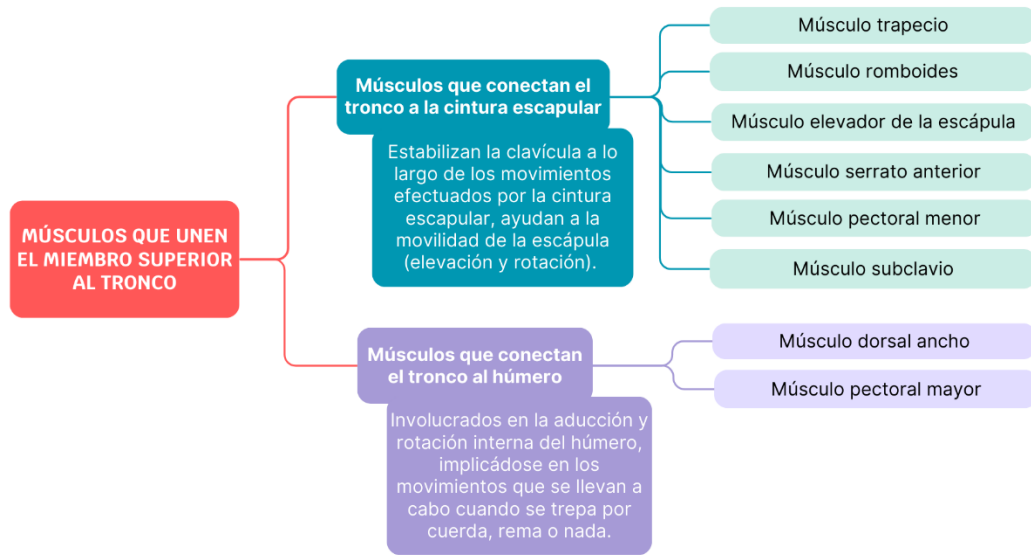 MÚSCULOS QUE UNEN
EL MIEMBRO SUPERIOR
AL TRONCO
Músculos que conectan el
tronco a la cintura escapular
Estabilizan la clavícula a lo
largo de los movimientos
efectuados por la cintura
escapular, ayudan a la
movilidad de la escápula
(elevación y rotación).
Músculo trapecio
Músculo romboides
Músculo elevador de la escápula
Músculo serrato anterior
Músculo pectoral menor
Músculo subclavio
Músculos que conectan
el tronco al húmero
Involucrados en la aducción y
rotación interna del húmero,
implicádose en los
movimientos que se llevan a
cabo cuando se trepa por
cuerda, rema o nada.
Músculo dorsal ancho
Músculo pectoral mayor